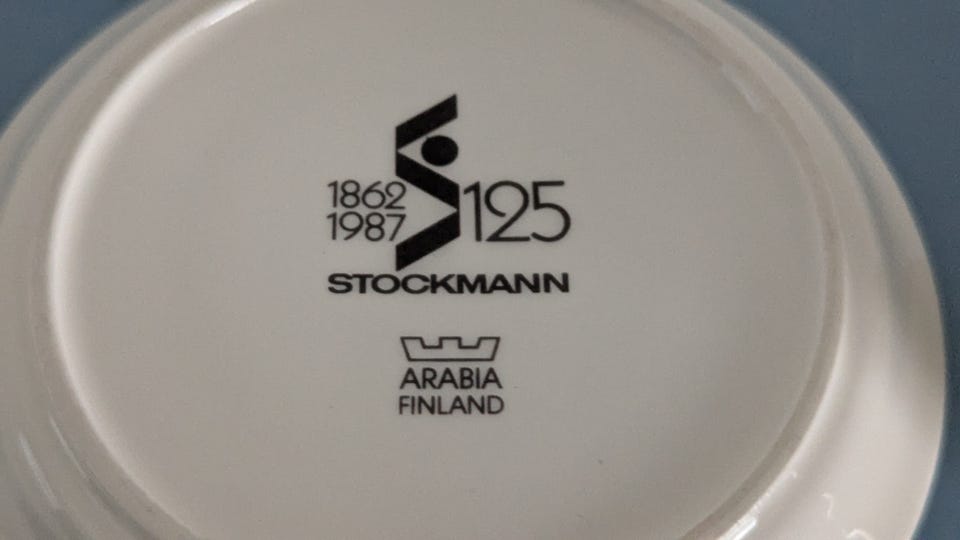 1862
1987
125
STOCKMANN
ARABIA
FINLAND